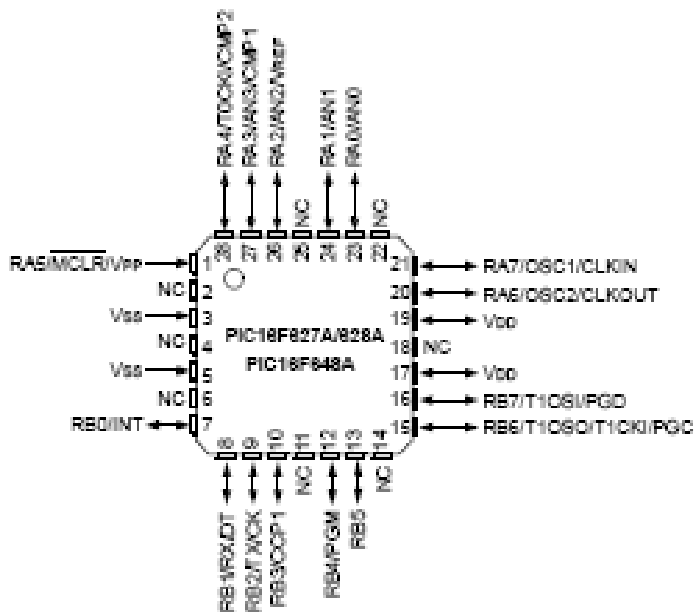 RA4/T0CKI/CMP2
RA3/AN3/CMP1
RA2/AN2/VREF
NC
RA1/AN1
RA0/AN0
NC
28 27 26 25 24 23 22
RA5/MCLR/VPP 1
NC 2
VSS 3
NC 4
VSS 5
NC 6
RB0/INT 7
PIC16F627A/628A
PIC16F648A
21 RA7/OSC1/CLKIN
20 RA6/OSC2/CLKOUT
19 VDD
18 NC
17 VDD
16 RB7/T1OSI/PGD
15 RB6/T1OSO/T1CKI/PGC
8 9 10 11 12 13 14
RB1/RX/DT
RB2/TX/CK
RB3/CCP1
NC
RB4/PGM
RB5
NC